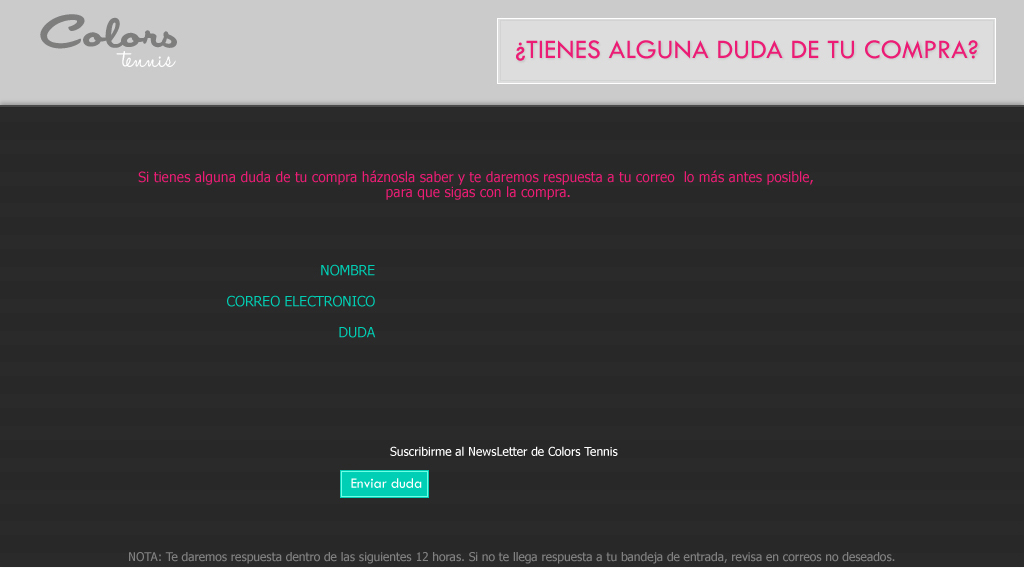 Colors
tennis
¿TIENES ALGUNA DUDA DE TU COMPRA?
Si tienes alguna duda de tu compra háznosla saber y te daremos respuesta a tu correo  lo más antes posible,
para que sigas con la compra.
NOMBRE
CORREO ELECTRONICO
DUDA
Suscribirme al NewsLetter de Colors Tennis
Enviar duda
NOTA: Te daremos respuesta dentro de las siguientes 12 horas. Si no te llega respuesta a tu bandeja de entrada, revisa en correos no deseados.